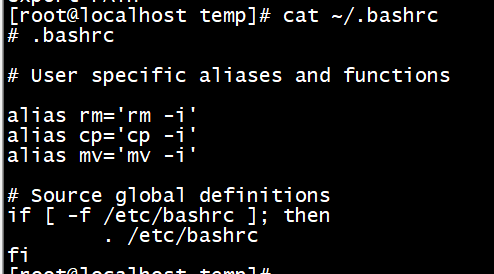 [root@localhost temp]# cat ~/.bashrc
# .bashrc
# User specific aliases and functions
alias rm='rm -i'
alias cp='cp -i'
alias mv='mv -i'
# Source global definitions
if [ -f /etc/bashrc ]; then
        . /etc/bashrc
fi
[root@localhost temp]#